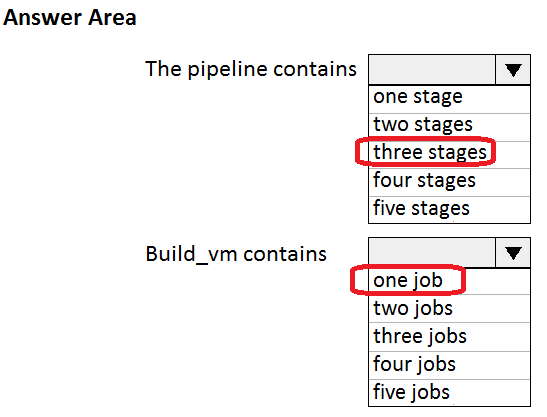 Answer Area
The pipeline contains
one stage
two stages
three stages
four stages
five stages
Build_vm contains
one job
two jobs
three jobs
four jobs
five jobs